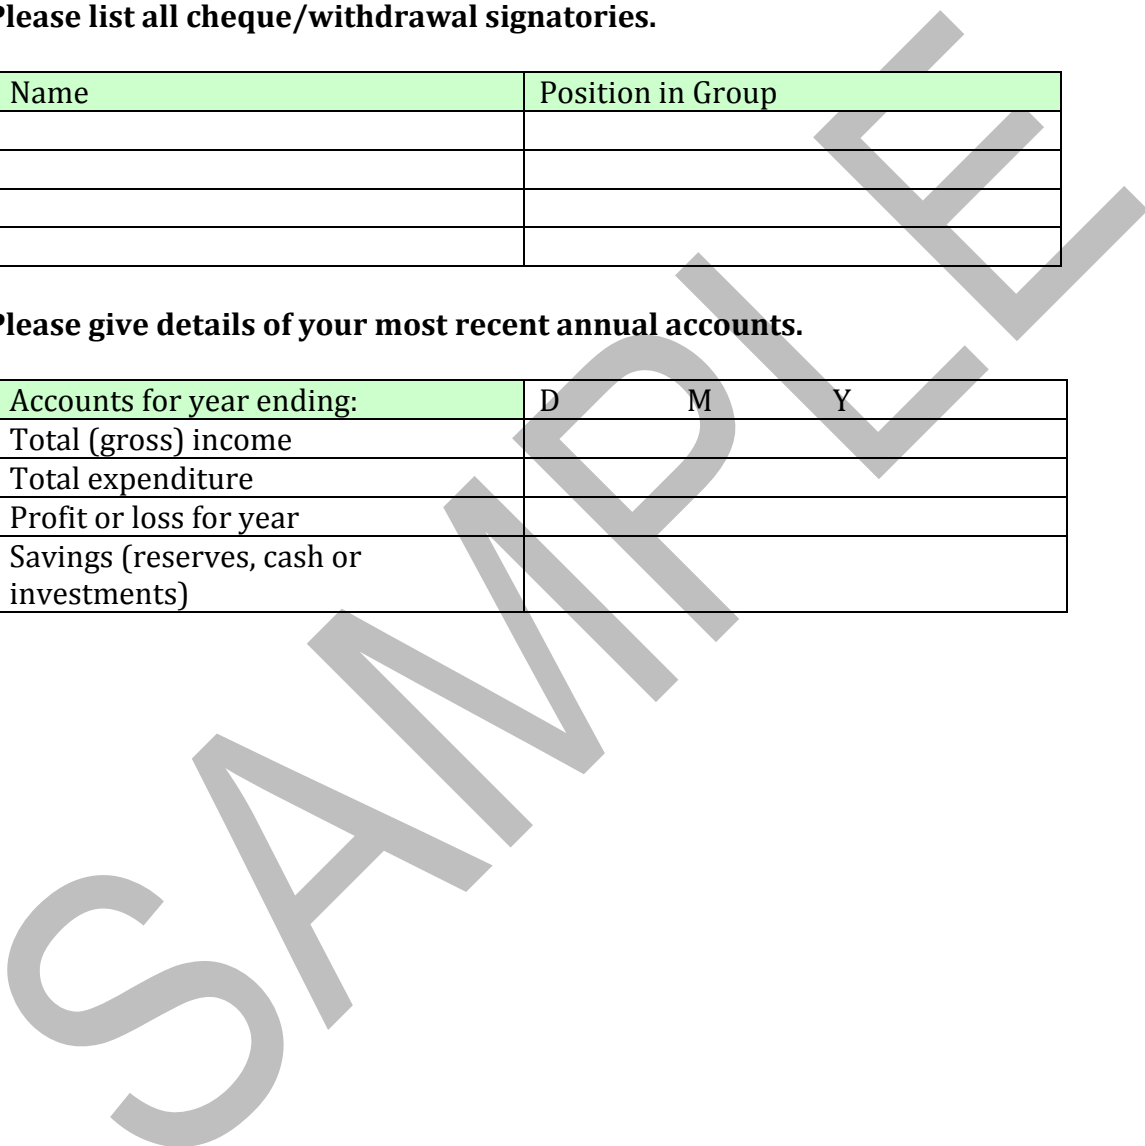 Please list all cheque/withdrawal signatories.
Name Position in Group
Please give details of your most recent annual accounts.
Accounts for year ending: D M Y
Total (gross) income
Total expenditure
Profit or loss for year
Savings (reserves, cash or
investments)
SAMPLE